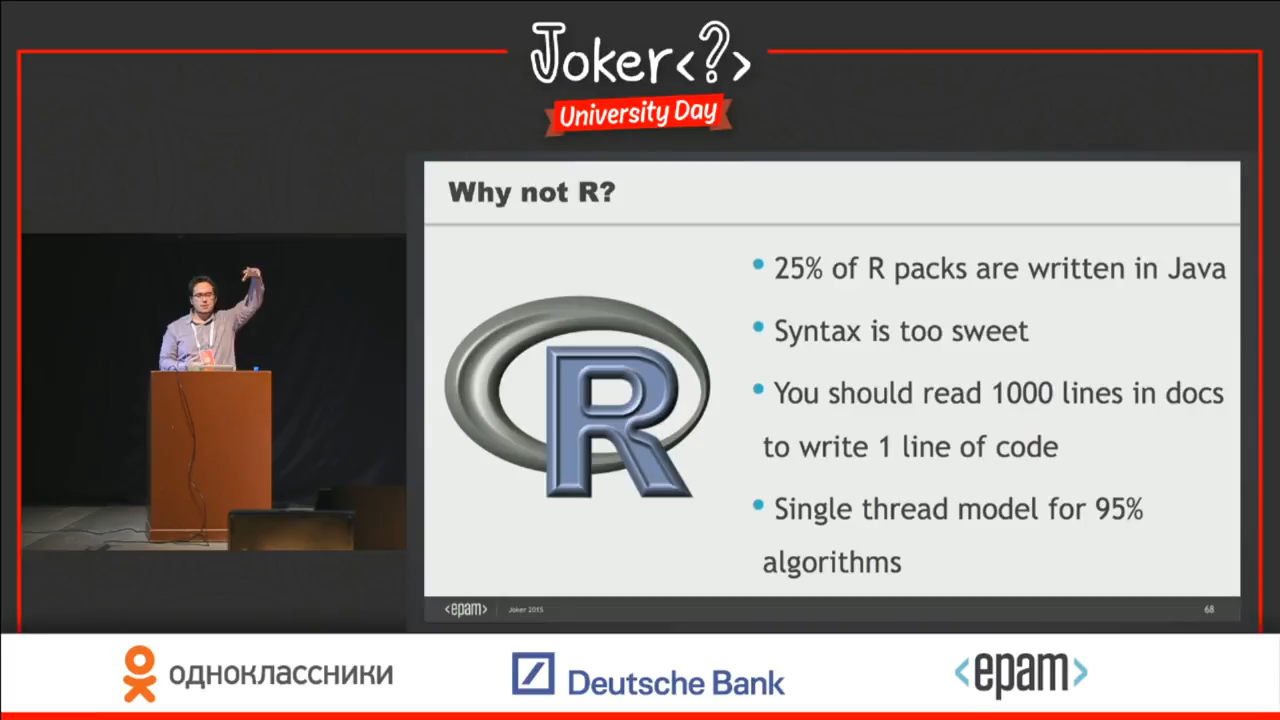 Joker<?>
University Day
Why not R?
R
• 25% of R packs are written in Java
• Syntax is too sweet
• You should read 1000 lines in docs
to write 1 line of code
• Single thread model for 95%
algorithms
<epam>
Joker 2015
68
одноклассники
Deutsche Bank
<epam>